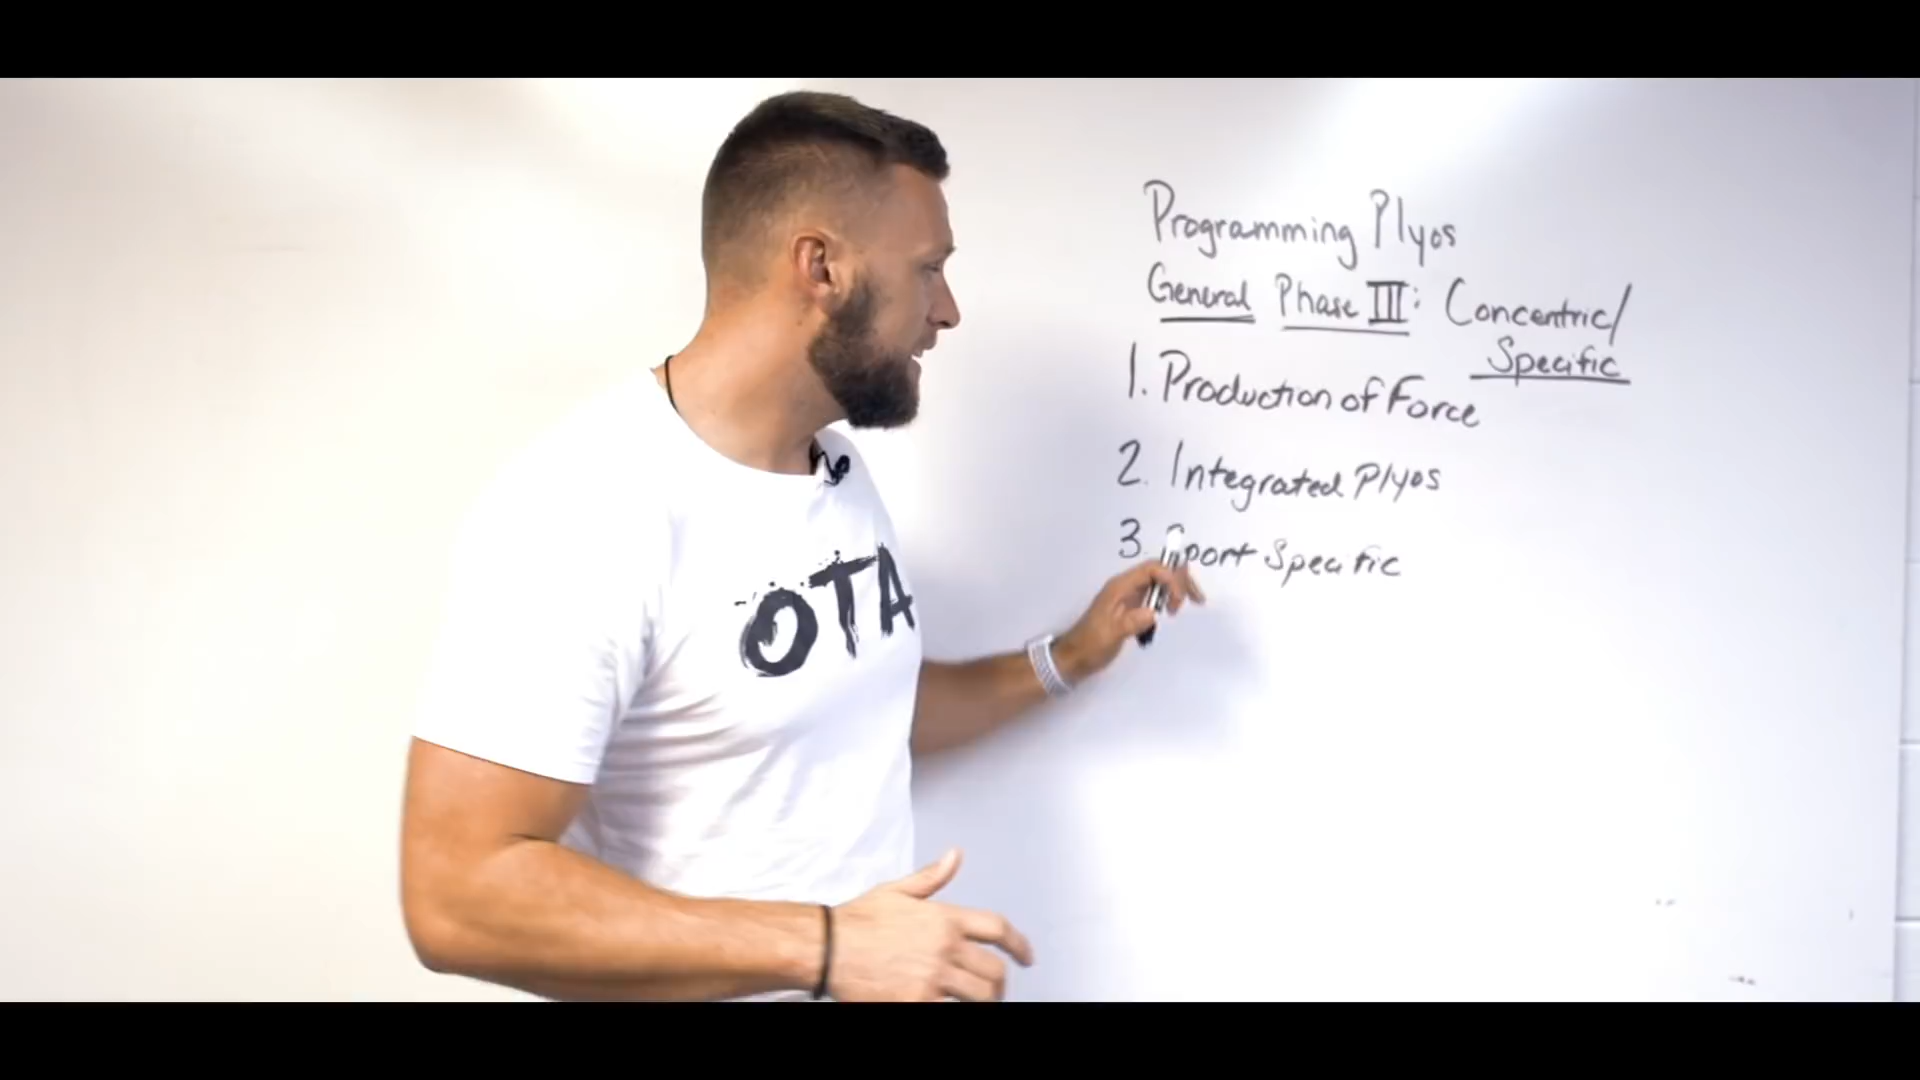 Programming Plyos
General Phase III: Concentric/
Specific
1. Production of Force
2. Integrated Plyos
3 Sport Specific
OTA